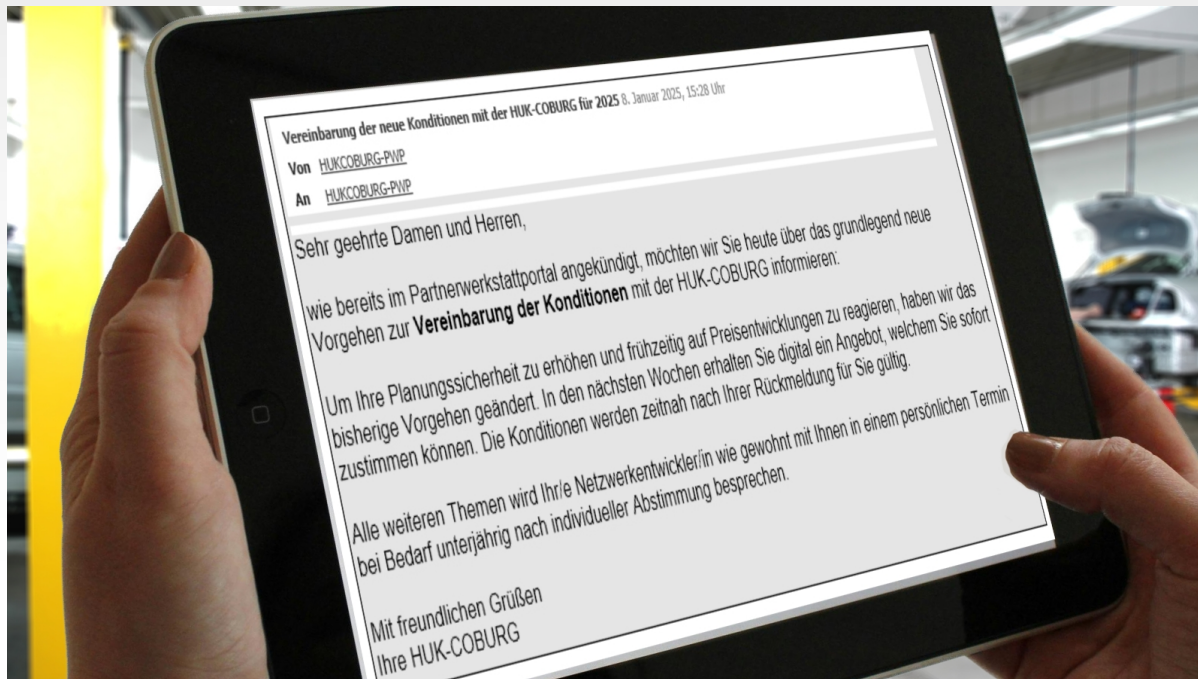 Vereinbarung der neue Konditionen mit der HUK-COBURG für 2025 8. Januar 2025, 15:28 Uhr
Von HUKCOBURG-PWP
An HUKCOBURG-PWP
Sehr geehrte Damen und Herren,
wie bereits im Partnerwerkstattportal angekündigt, möchten wir Sie heute über das grundlegend neue
Vorgehen zur Vereinbarung der Konditionen mit der HUK-COBURG informieren:
Um Ihre Planungssicherheit zu erhöhen und frühzeitig auf Preisentwicklungen zu reagieren, haben wir das
bisherige Vorgehen geändert. In den nächsten Wochen erhalten Sie digital ein Angebot, welchem Sie sofort
zustimmen können. Die Konditionen werden zeitnah nach Ihrer Rückmeldung für Sie gültig.
Alle weiteren Themen wird Ihr/e Netzwerkentwickler/in wie gewohnt mit Ihnen in einem persönlichen Termin
bei Bedarf unterjährig nach individueller Abstimmung besprechen.
Mit freundlichen Grüßen
Ihre HUK-COBURG